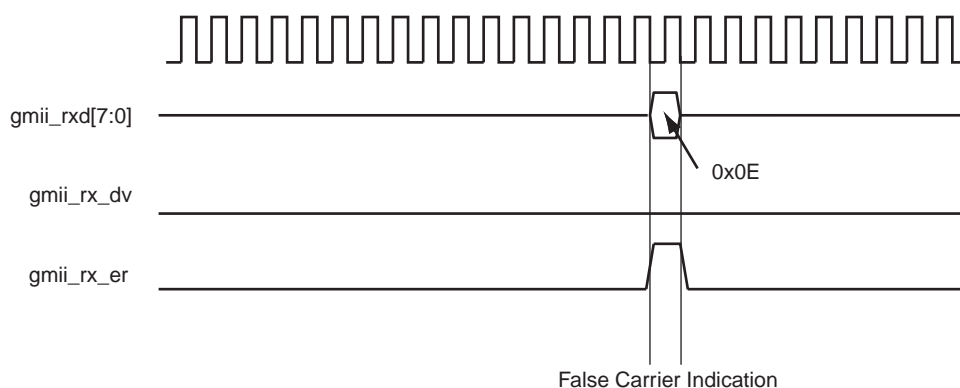 gmii_rxd[7:0]
0x0E
gmii_rx_dv
gmii_rx_er
False Carrier Indication